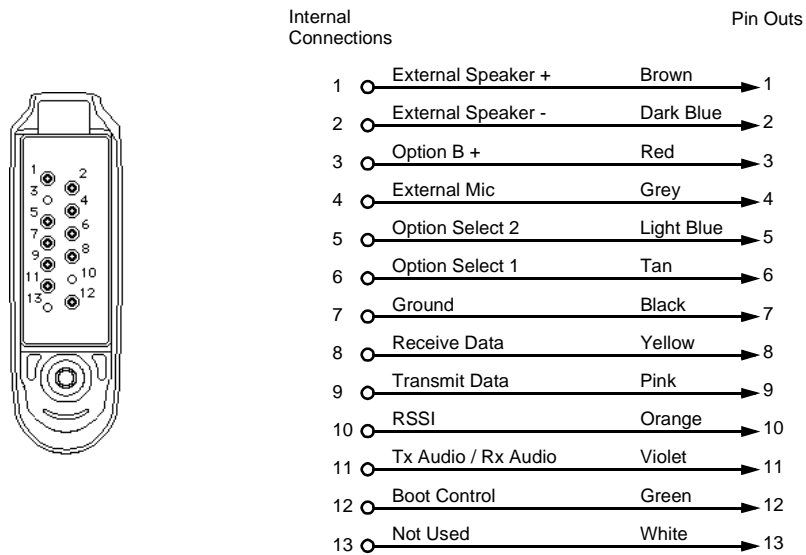 Internal
Connections
Pin Outs
1 External Speaker + Brown 1
2 External Speaker - Dark Blue 2
3 Option B + Red 3
4 External Mic Grey 4
5 Option Select 2 Light Blue 5
6 Option Select 1 Tan 6
7 Ground Black 7
8 Receive Data Yellow 8
9 Transmit Data Pink 9
10 RSSI Orange 10
11 Tx Audio / Rx Audio Violet 11
12 Boot Control Green 12
13 Not Used White 13
1 2
3 4
5 6
7 8
9 10
11 12
13